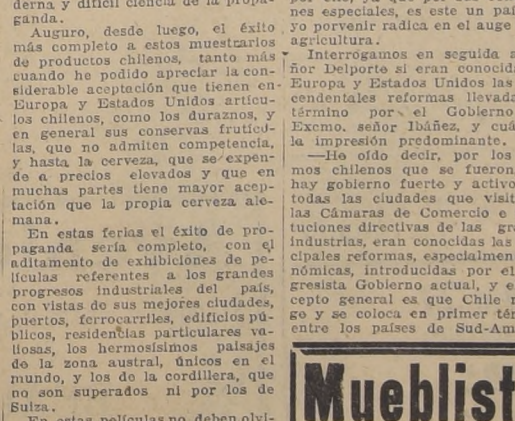 derna y difícil ciencia de la propa-
ganda.
Auguro, desde luego, el éxito
más completo a estos muestrarios
de productos chilenos, tanto más
cuando he podido apreciar la con-
siderable aceptación que tienen en
Europa y Estados Unidos artícu-
los chilenos, como los duraznos, y
en general sus conservas frutíco-
las, que no admiten competencia,
y hasta la cerveza, que se expen-
de a precios elevados y que en
muchas partes tiene mayor acep-
tación que la propia cerveza ale-
mana.
En estas ferias el éxito de pro-
paganda sería completo, con el
aditamento de exhibiciones de pe-
lículas referentes a los grandes
progresos industriales del país,
con vistas de sus mejores ciudades,
puertos, ferrocarriles, edificios pú-
blicos, residencias particulares va-
liosas, los hermosísimos paisajes
de la zona austral, únicos en el
mundo, y los de la cordillera, que
no son superados ni por los de
Suiza.
En estas películas no deben olvi-
nes especiales, es este un paí
yo porvenir radica en el auge
agricultura.
Interrogamos en seguida a
ñor Delporte si eran conocid
Europa y Estados Unidos las
cendentales reformas llevada
término por el Gobierno
Excmo. señor Ibáñez, y cuá
la impresión predominante.
—He oído decir, por los
mos chilenos que se fueron
hay gobierno fuerte y activo
todas las ciudades que visit
las Cámaras de Comercio e
tuciones directivas de las gra
industrias, eran conocidas las
cipales reformas, especialmen
nómicas, introducidas por el
gresista Gobierno actual, y e
cepto general es que Chile r
ge y se coloca en primer tér
entre los países de Sud-Am
Mueblist